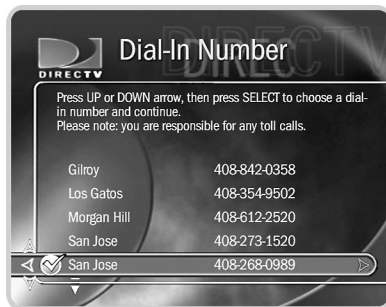 Dial-In Number
DIRECTV
Press UP or DOWN arrow, then press SELECT to choose a dial-
in number and continue.
Please note: you are responsible for any toll calls.
Gilroy 408-842-0358
Los Gatos 408-354-9502
Morgan Hill 408-612-2520
San Jose 408-273-1520
San Jose 408-268-0989